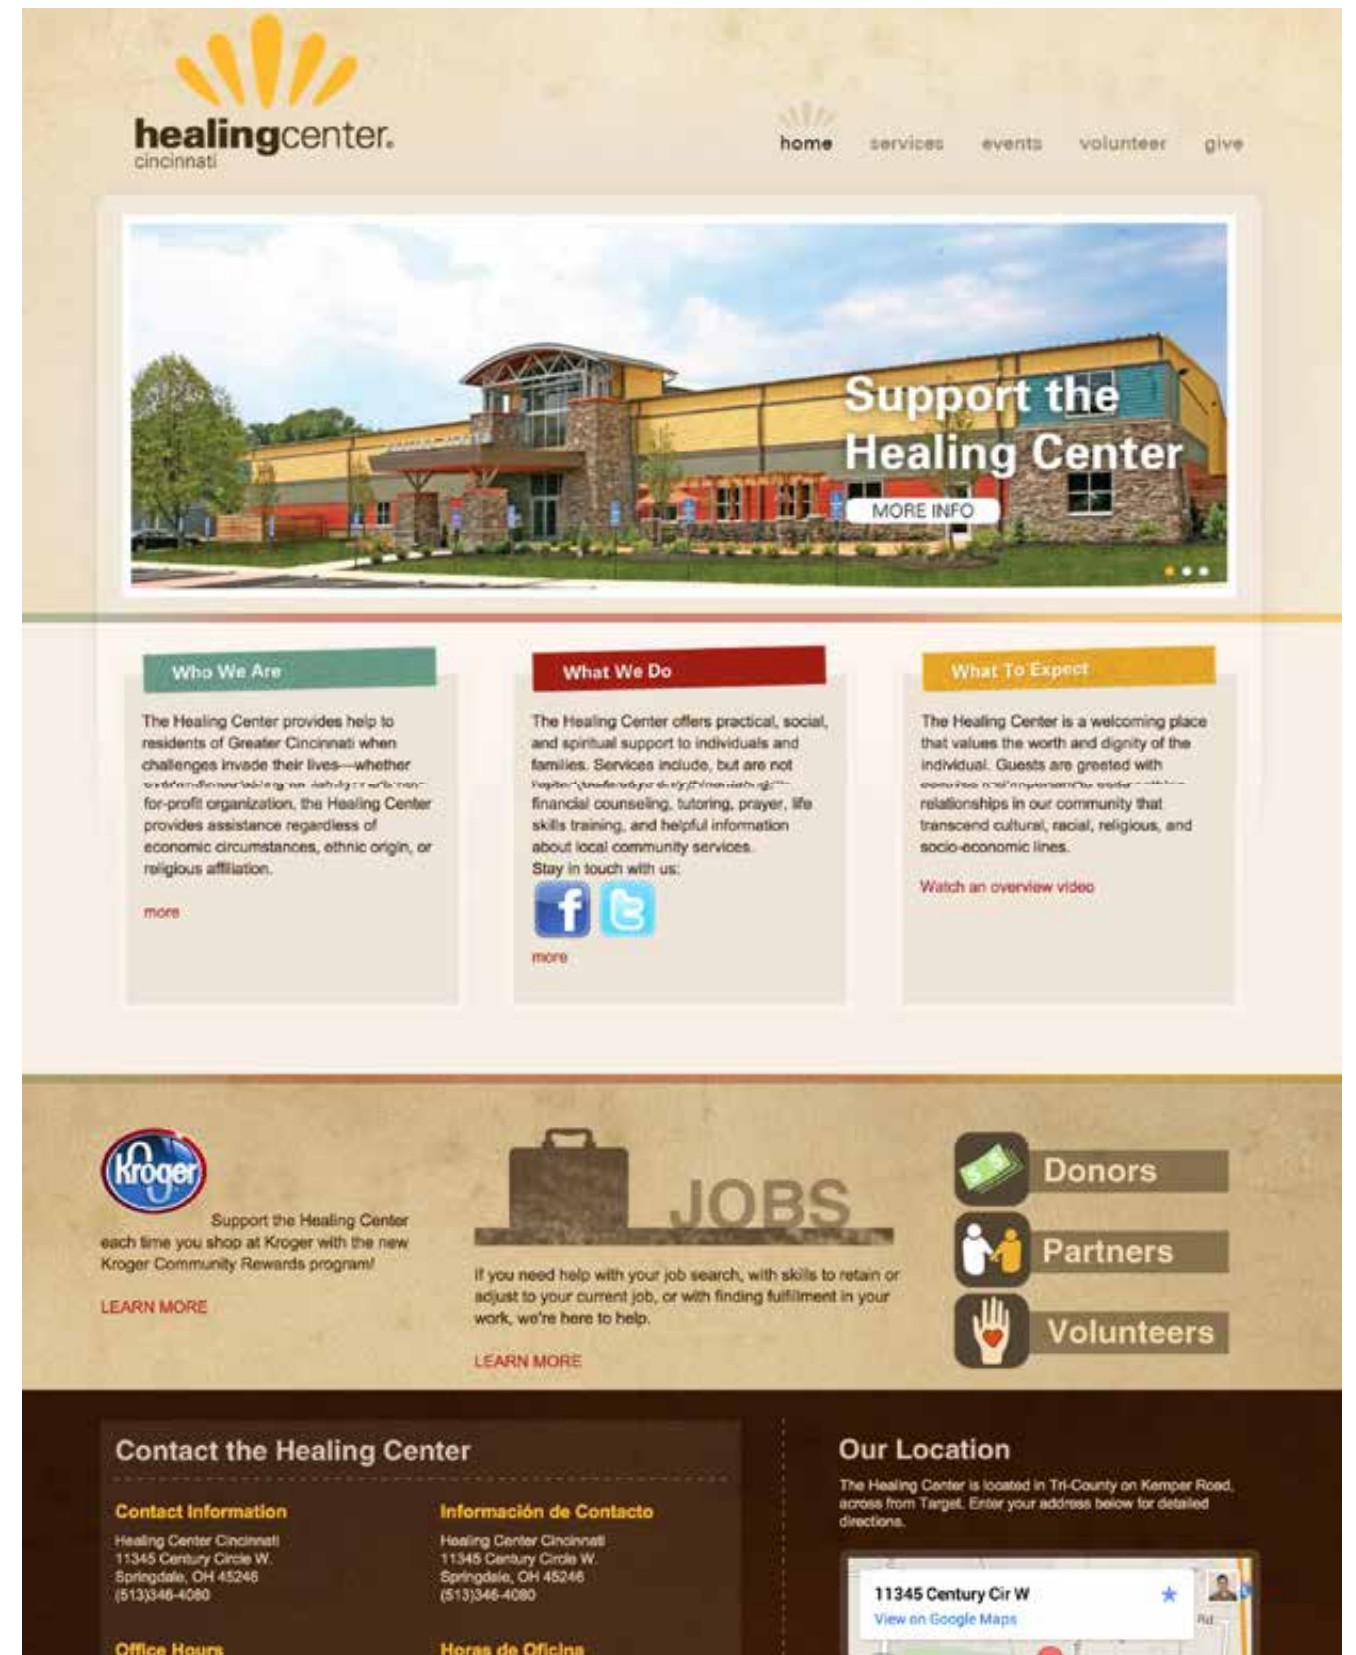 healingcenter.
cincinnati
home services events volunteer give
Support the
Healing Center
MORE INFO
Who We Are
The Healing Center provides help to
residents of Greater Cincinnati when
challenges invade their lives—whether
for-profit organization, the Healing Center
provides assistance regardless of
economic circumstances, ethnic origin, or
religious affiliation.
more
What We Do
The Healing Center offers practical, social,
and spiritual support to individuals and
families. Services include, but are not
financial counseling, tutoring, prayer, life
skills training, and helpful information
about local community services.
Stay in touch with us:
more
What To Expect
The Healing Center is a welcoming place
that values the worth and dignity of the
individual. Guests are greeted with
relationships in our community that
transcend cultural, racial, religious, and
socio-economic lines.
Watch an overview video
Kroger
Support the Healing Center
each time you shop at Kroger with the new
Kroger Community Rewards program!
LEARN MORE
JOBS
If you need help with your job search, with skills to retain or
adjust to your current job, or with finding fulfillment in your
work, we're here to help.
LEARN MORE
Donors
Partners
Volunteers
Contact the Healing Center
Contact Information
Healing Center Cincinnati
11345 Century Circle W.
Springdale, OH 45246
(513)346-4080
Office Hours
Información de Contacto
Healing Center Cincinnati
11345 Century Circle W.
Springdale, OH 45246
(513)346-4080
Horas de Oficina
Our Location
The Healing Center is located in Tri-County on Kemper Road,
across from Target. Enter your address below for detailed
directions.
11345 Century Cir W
View on Google Maps
Rd